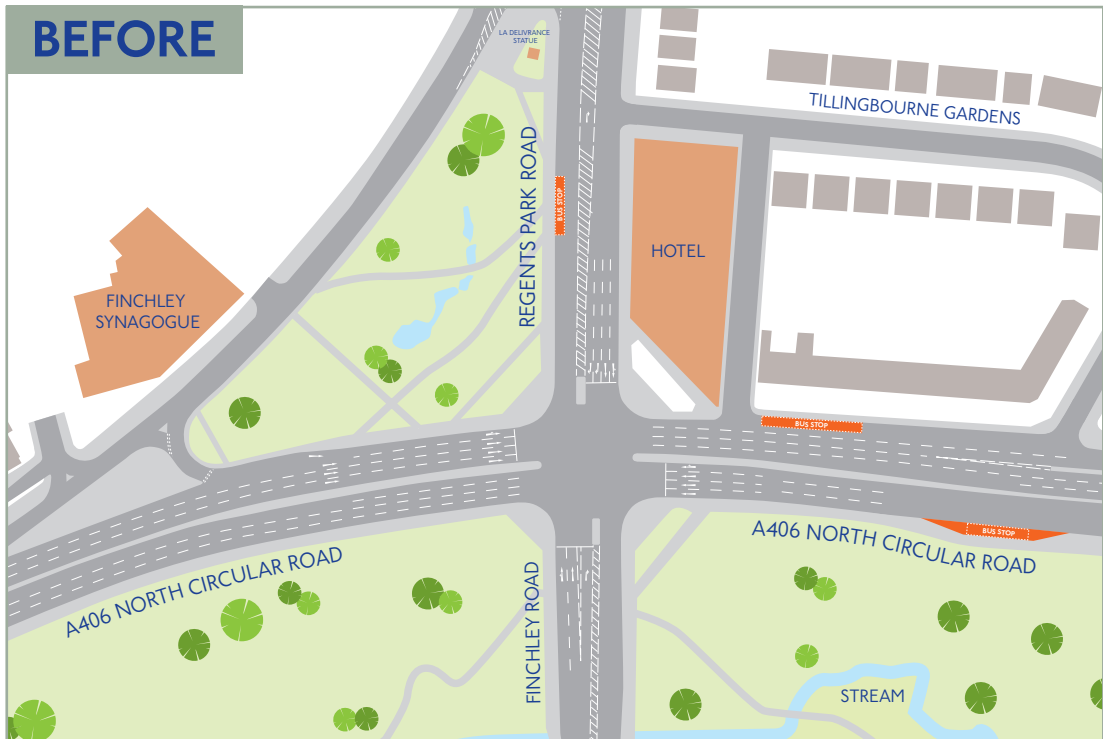 BEFORE
LA DELIVRANCE
STATUE
TILLINGBOURNE GARDENS
REGENTS PARK ROAD
BUS STOP
HOTEL
FINCHLEY
SYNAGOGUE
BUS STOP
A406 NORTH CIRCULAR ROAD
BUS STOP
A406 NORTH CIRCULAR ROAD
FINCHLEY ROAD
STREAM